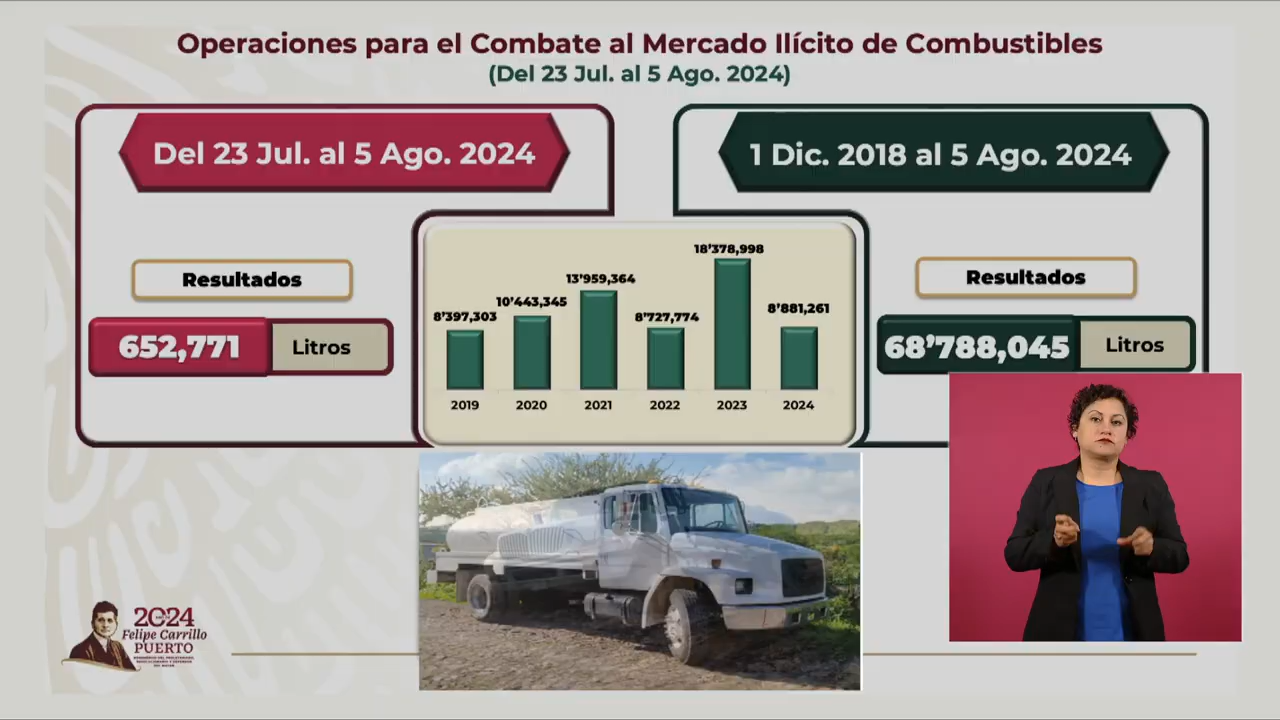 Operaciones para el Combate al Mercado Ilícito de Combustibles
(Del 23 Jul. al 5 Ago. 2024)
Del 23 Jul. al 5 Ago. 2024
Resultados
652,771 Litros
8’397,303
10’443,345
13’959,364
8’727,774
18’378,998
8’881,261
2019 2020 2021 2022 2023 2024
1 Dic. 2018 al 5 Ago. 2024
Resultados
68’788,045 Litros
2024
Felipe Carrillo
PUERTO